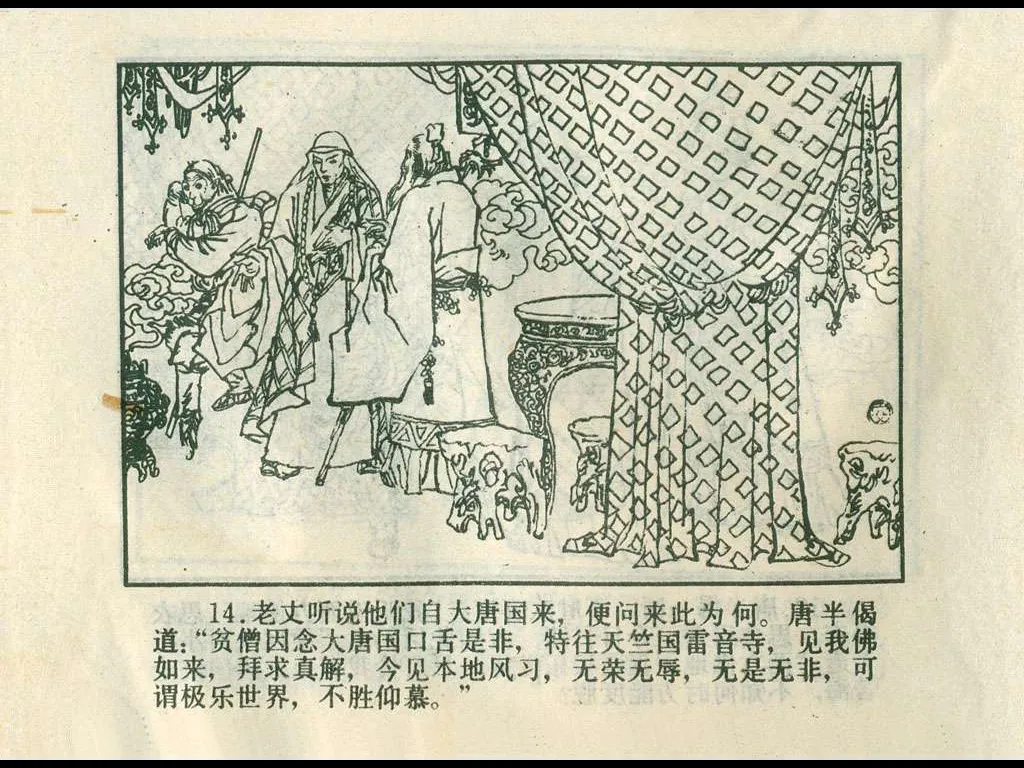 14.老丈听说他们自大唐国来，便问来此为何。唐半偈
道：“贫僧因念大唐国口舌是非，特往天竺国雷音寺，见我佛
如来，拜求真解，今见本地风习，无荣无辱，无是无非，可
谓极乐世界，不胜仰慕。”